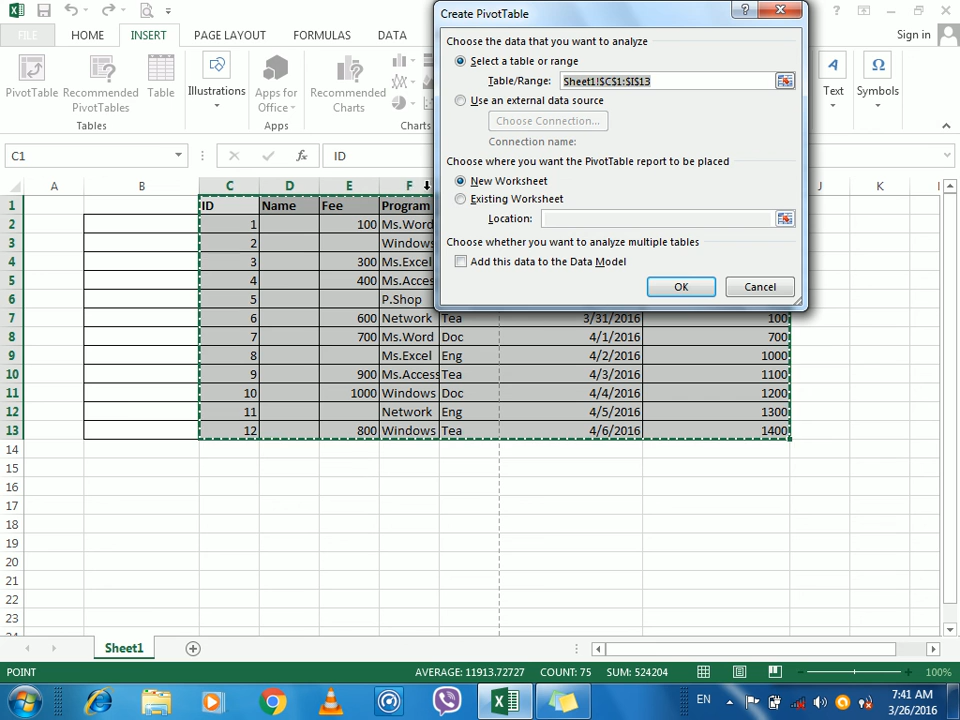 Create PivotTable
?
Sign in
FILE HOME INSERT PAGE LAYOUT FORMULAS DATA
PivotTable Recommended PivotTables Table Illustrations Apps for Office Recommended Charts Text Symbols
Tables Apps Charts
Choose the data that you want to analyze
Select a table or range
Table/Range: Sheet1!$C$1:$I$13
Use an external data source
Choose Connection...
Connection name:
Choose where you want the PivotTable report to be placed
New Worksheet
Existing Worksheet
Location:
Choose whether you want to analyze multiple tables
Add this data to the Data Model
OK Cancel
C1 fx ID
A B C D E F J K
1 ID Name Fee Program
2 1 100 Ms.Word
3 2 Windows
4 3 300 Ms.Excel
5 4 400 Ms.Acces
6 5 P.Shop
7 6 600 Network Tea 3/31/2016 100
8 7 700 Ms.Word Doc 4/1/2016 700
9 8 Ms.Excel Eng 4/2/2016 1000
10 9 900 Ms.Access Tea 4/3/2016 1100
11 10 1000 Windows Doc 4/4/2016 1200
12 11 Network Eng 4/5/2016 1300
13 12 800 Windows Tea 4/6/2016 1400
14
15
16
17
18
19
20
21
22
23
Sheet1
POINT AVERAGE: 11913.72727 COUNT: 75 SUM: 524204 100%
EN 7:41 AM
3/26/2016